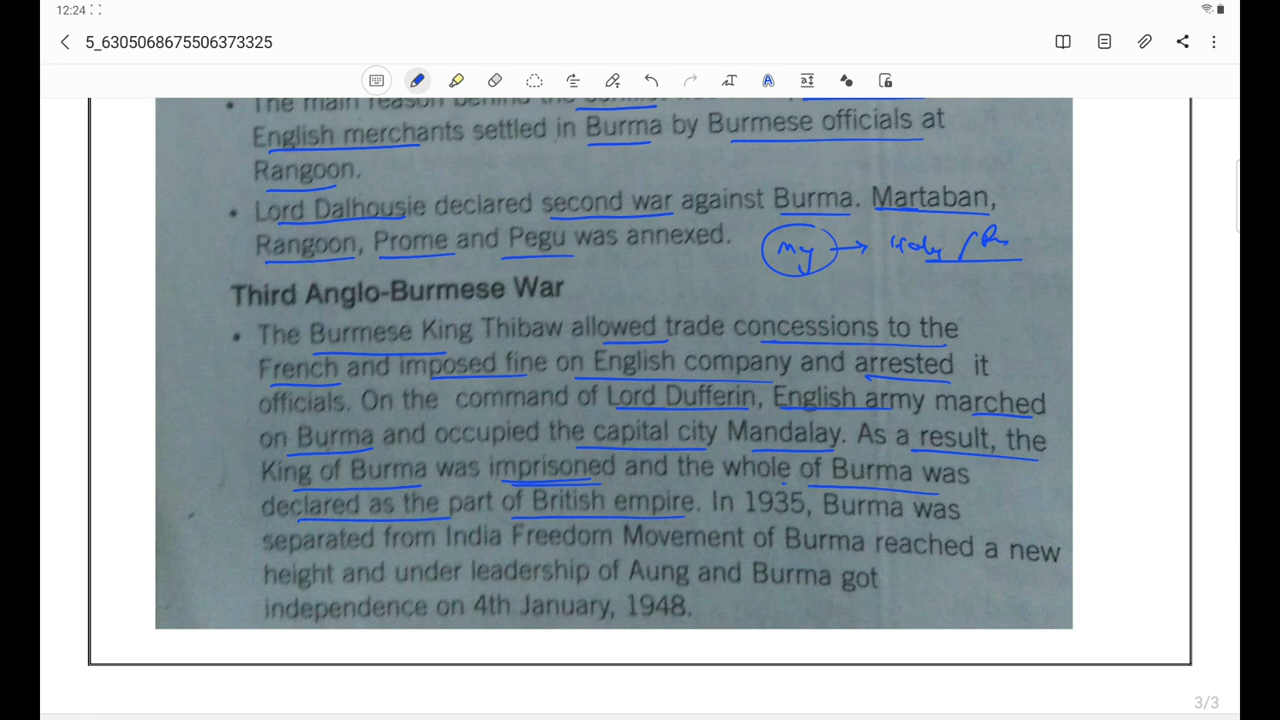 12:24
5_6305068675506373325
The main reason behind the conflict
English merchants settled in Burma by Burmese officials at
Rangoon.
• Lord Dalhousie declared second war against Burma. Martaban,
Rangoon, Prome and Pegu was annexed.
my →
Third Anglo-Burmese War
• The Burmese King Thibaw allowed trade concessions to the
French and imposed fine on English company and arrested it
officials. On the command of Lord Dufferin, English army marched
on Burma and occupied the capital city Mandalay. As a result, the
King of Burma was imprisoned and the whole of Burma was
declared as the part of British empire. In 1935, Burma was
separated from India Freedom Movement of Burma reached a new
height and under leadership of Aung and Burma got
independence on 4th January, 1948.
3/3